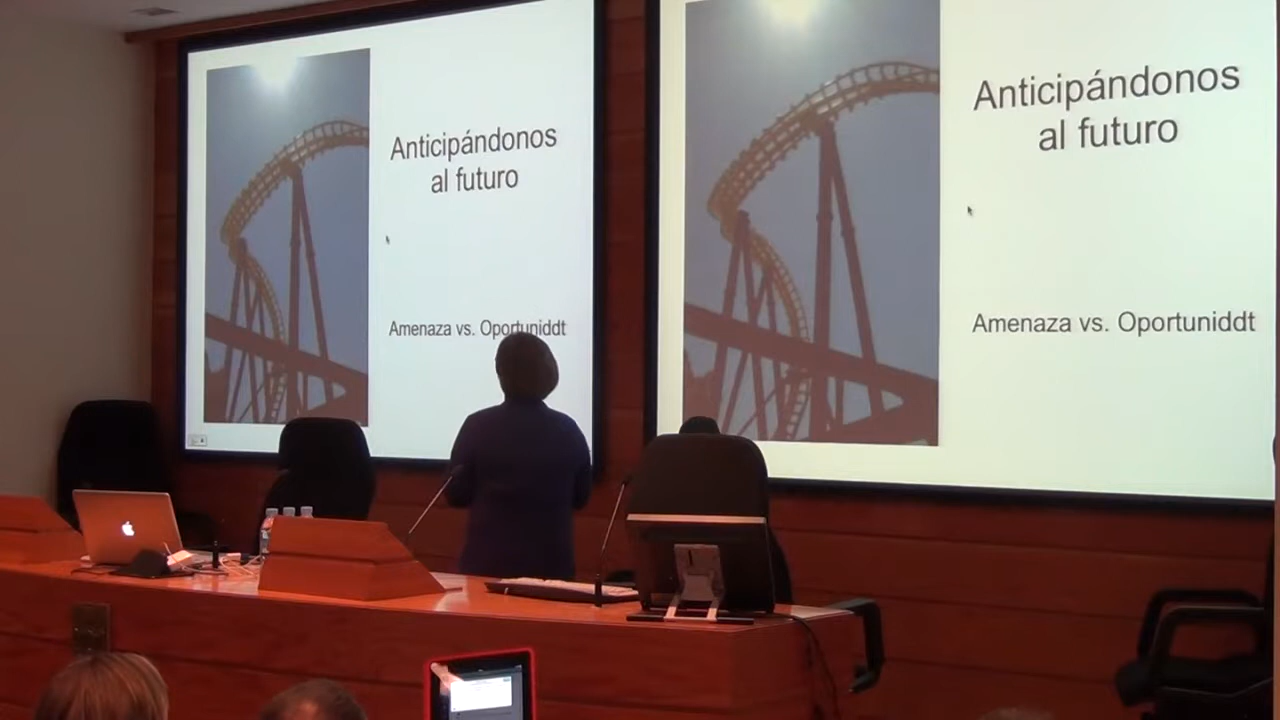 Anticipándonos
al futuro
Amenaza vs. Oportuniddt
Anticipándonos
al futuro
Amenaza vs. Oportuniddt